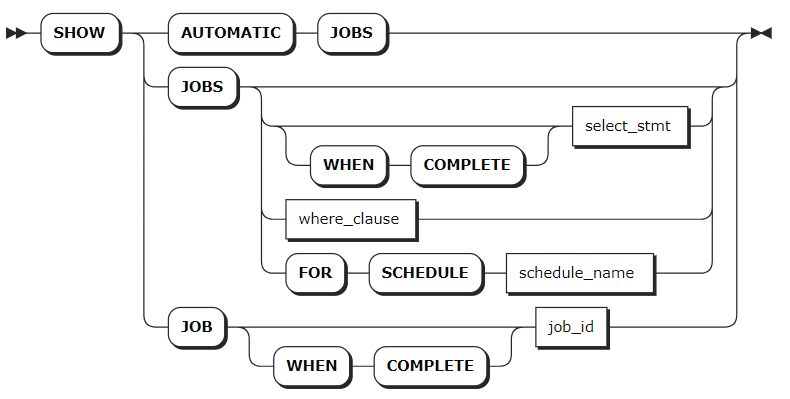 SHOW AUTOMATIC JOBS
JOBS
select_stmt
WHEN COMPLETE
where_clause
FOR SCHEDULE schedule_name
JOB job_id
WHEN COMPLETE